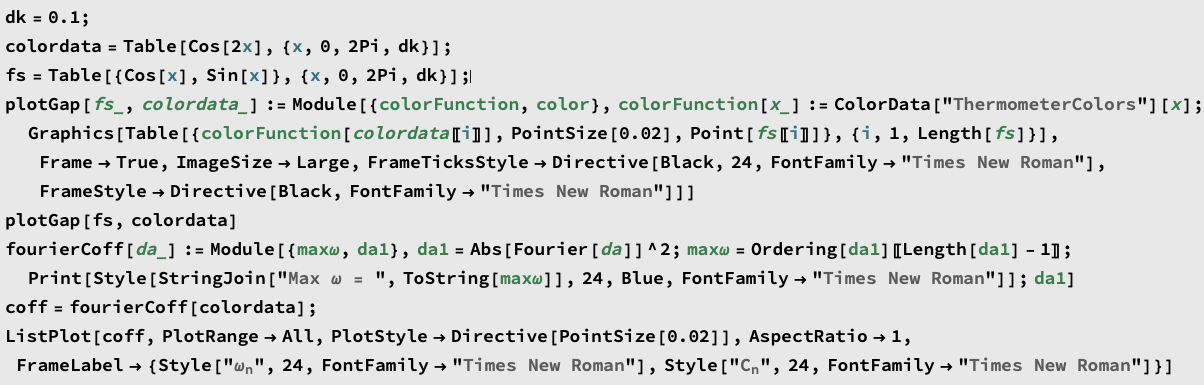 dk = 0.1;
colordata = Table[Cos[2x], {x, 0, 2Pi, dk}];
fs = Table[{Cos[x], Sin[x]}, {x, 0, 2Pi, dk}];
plotGap[fs_, colordata_] := Module[{colorFunction, color}, colorFunction[x_] := ColorData["ThermometerColors"][x];
Graphics[Table[{colorFunction[colordata⟦i⟧], PointSize[0.02], Point[fs⟦i⟧]}, {i, 1, Length[fs]}],
Frame → True, ImageSize → Large, FrameTicksStyle → Directive[Black, 24, FontFamily → "Times New Roman"],
FrameStyle → Directive[Black, FontFamily → "Times New Roman"]]]
plotGap[fs, colordata]
fourierCoff[da_] := Module[{maxω, da1}, da1 = Abs[Fourier[da]]^2; maxω = Ordering[da1]⟦Length[da1] - 1⟧;
Print[Style[StringJoin["Max ω = ", ToString[maxω]], 24, Blue, FontFamily → "Times New Roman"]]; da1]
coff = fourierCoff[colordata];
ListPlot[coff, PlotRange → All, PlotStyle → Directive[PointSize[0.02]], AspectRatio → 1,
FrameLabel → {Style["ωₙ", 24, FontFamily → "Times New Roman"], Style["Cₙ", 24, FontFamily → "Times New Roman"]}]